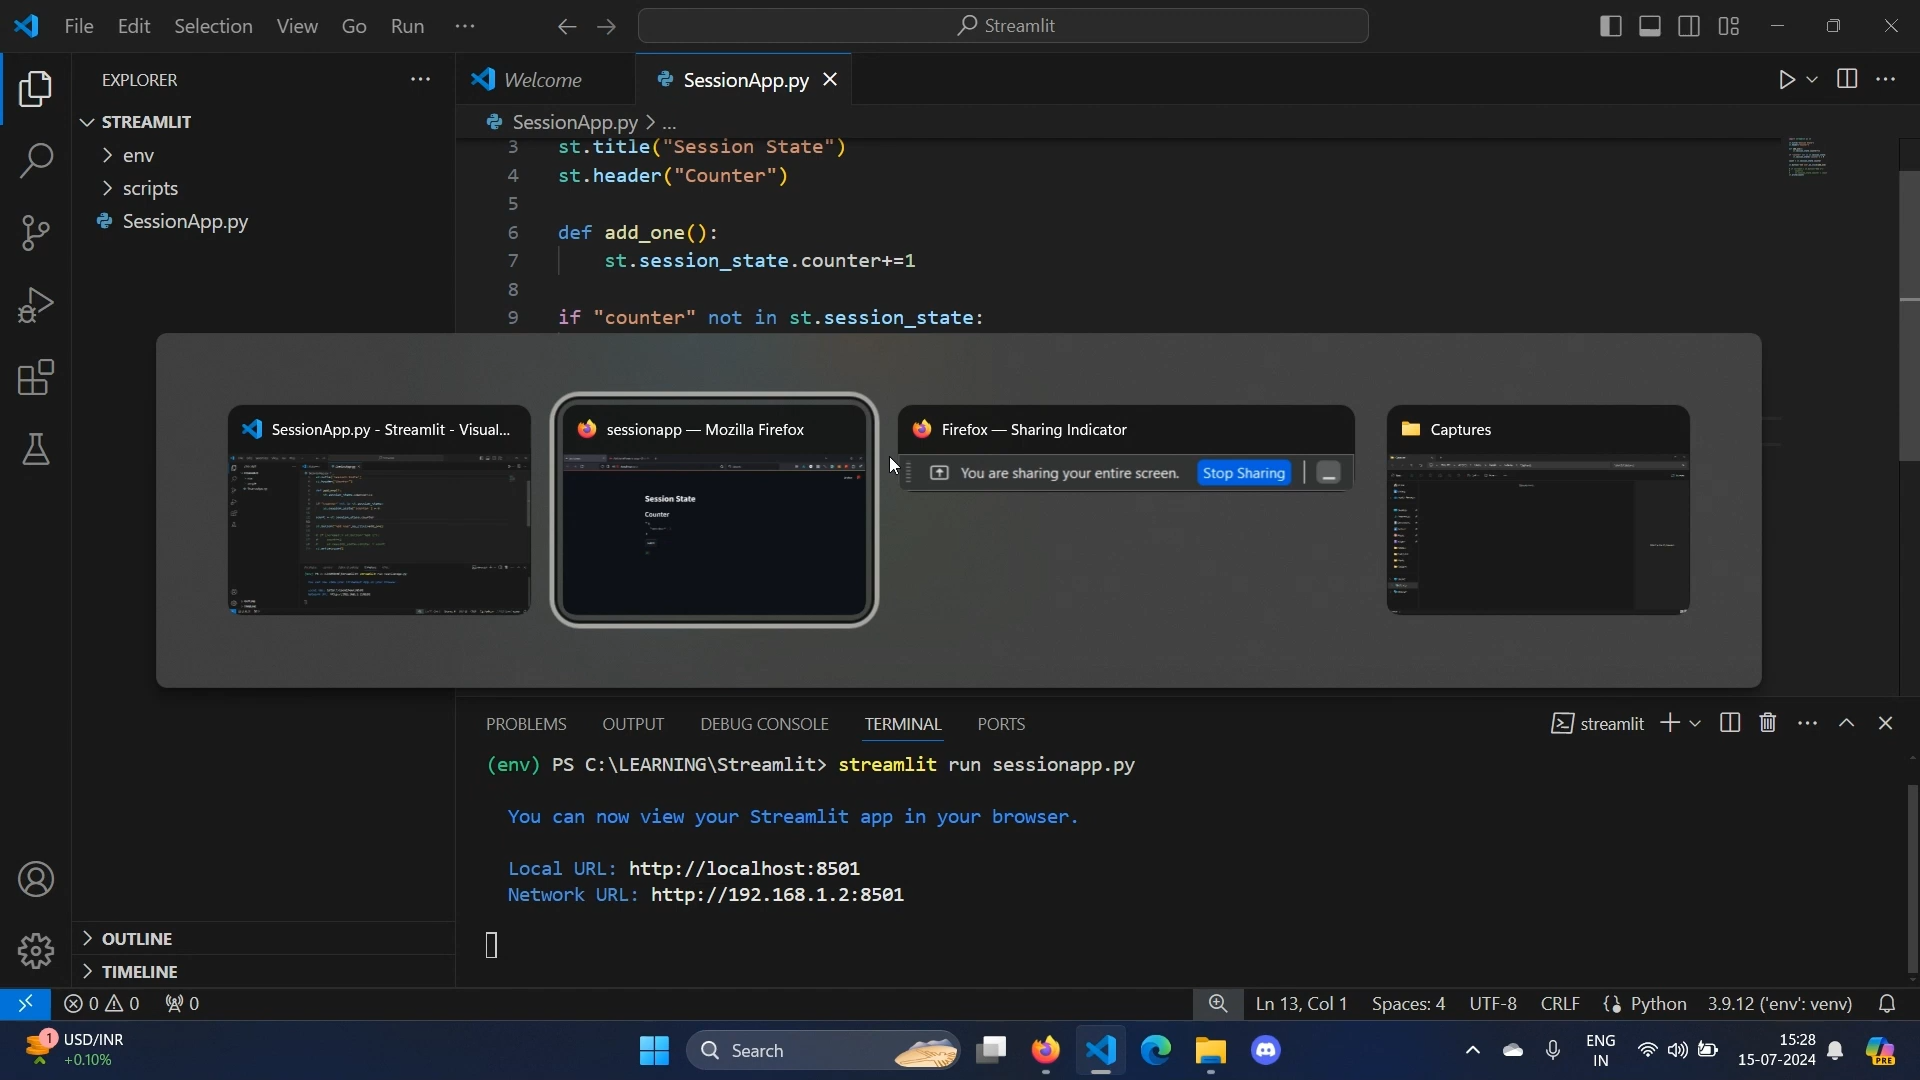 File Edit Selection View Go Run
Streamlit
EXPLORER
STREAMLIT
env
scripts
SessionApp.py
OUTLINE
TIMELINE
Welcome
SessionApp.py
SessionApp.py > ...
3 st.title("Session State")
4 st.header("Counter")
5
6 def add_one():
7 st.session_state.counter+=1
8
9 if "counter" not in st.session_state:
SessionApp.py - Streamlit - Visual...
sessionapp — Mozilla Firefox
Session State
Counter
Firefox — Sharing Indicator
You are sharing your entire screen.
Stop Sharing
Captures
PROBLEMS OUTPUT DEBUG CONSOLE TERMINAL PORTS
streamlit
(env) PS C:\LEARNING\Streamlit> streamlit run sessionapp.py
You can now view your Streamlit app in your browser.
Local URL: http://localhost:8501
Network URL: http://192.168.1.2:8501
0 0 0
Ln 13, Col 1 Spaces: 4 UTF-8 CRLF Python 3.9.12 ('env': venv)
1
USD/INR
+0.10%
Search
ENG
IN
15:28
15-07-2024
PRE